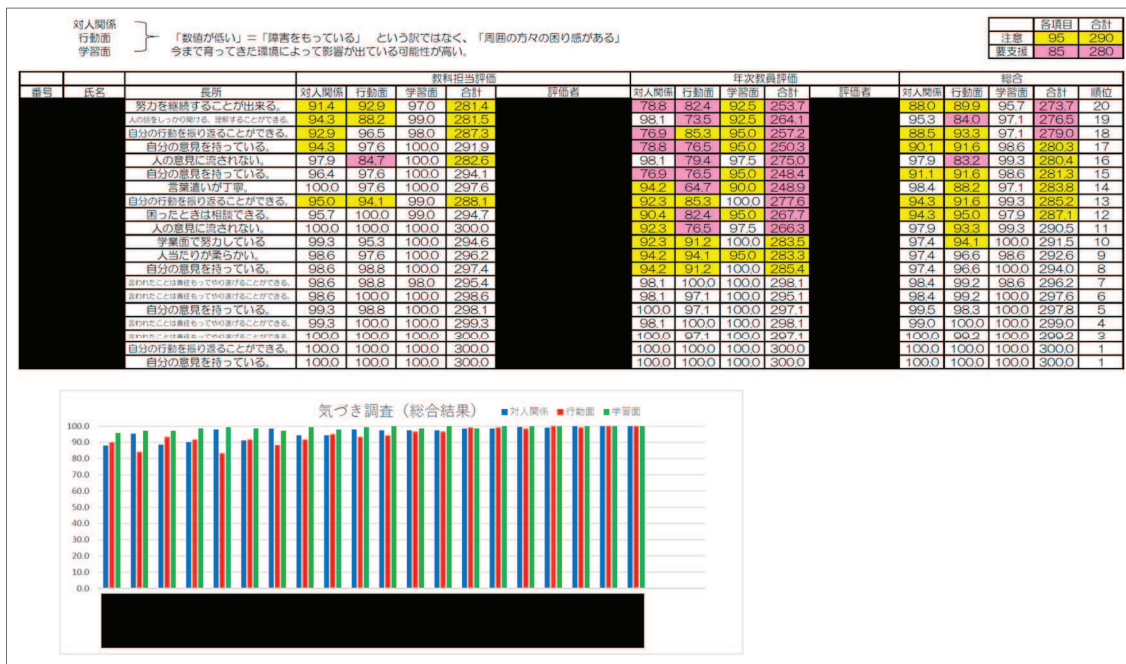 対人関係
行動面
学習面
「数値が低い」＝「障害をもっている」 という訳ではなく、「周囲の方々の困り感がある」
今まで育ってきた環境によって影響が出ている可能性が高い。
各項目 合計
注意 95 290
要支援 85 280
教科担当評価 年次教員評価 総合
番号 氏名 長所 対人関係 行動面 学習面 合計 評価者 対人関係 行動面 学習面 合計 評価者 対人関係 行動面 学習面 合計 順位
努力を継続することが出来る。 91.4 92.9 97.0 281.4 78.8 82.4 92.5 253.7 88.0 89.9 95.7 273.7 20
人の話をしっかり聞ける、理解することができる。 94.3 88.2 99.0 281.5 98.1 73.5 92.5 264.1 95.3 84.0 97.1 276.5 19
自分の行動を振り返ることができる。 92.9 96.5 98.0 287.3 76.9 85.3 95.0 257.2 88.5 93.3 97.1 279.0 18
自分の意見を持っている。 94.3 97.6 100.0 291.9 78.8 76.5 95.0 250.3 90.1 91.6 98.6 280.3 17
人の意見に流されない。 97.9 84.7 100.0 282.6 98.1 79.4 97.5 275.0 97.9 83.2 99.3 280.4 16
自分の意見を持っている。 96.4 97.6 100.0 294.1 76.9 76.5 95.0 248.4 91.1 91.6 98.6 281.3 15
言葉遣いが丁寧。 100.0 97.6 100.0 297.6 94.2 64.7 90.0 248.9 98.4 88.2 97.1 283.8 14
自分の行動を振り返ることができる。 95.0 94.1 99.0 288.1 92.3 85.3 100.0 277.6 94.3 91.6 99.3 285.2 13
困ったときは相談できる。 95.7 100.0 99.0 294.7 90.4 82.4 95.0 267.7 94.3 95.0 97.9 287.1 12
人の意見に流されない。 100.0 100.0 100.0 300.0 92.3 76.5 97.5 266.3 97.9 93.3 99.3 290.5 11
学業面で努力している 99.3 95.3 100.0 294.6 92.3 91.2 100.0 283.5 97.4 94.1 100.0 291.5 10
人当たりが柔らかい。 98.6 97.6 100.0 296.2 94.2 94.1 95.0 283.3 97.4 96.6 98.6 292.6 9
自分の意見を持っている。 98.6 98.8 100.0 297.4 94.2 91.2 100.0 285.4 97.4 96.6 100.0 294.0 8
言われたことは責任もってやり遂げることができる。 98.6 98.8 98.0 295.4 98.1 100.0 100.0 298.1 98.4 99.2 98.6 296.2 7
言われたことは責任もってやり遂げることができる。 98.6 100.0 100.0 298.6 98.1 97.1 100.0 295.1 98.4 99.2 100.0 297.6 6
自分の意見を持っている。 99.3 98.8 100.0 298.1 100.0 97.1 100.0 297.1 99.5 98.3 100.0 297.8 5
言われたことは責任もってやり遂げることができる。 99.3 100.0 100.0 299.3 98.1 100.0 100.0 298.1 99.0 100.0 100.0 299.0 4
言われたことは責任もってやり遂げることができる。 100.0 100.0 100.0 300.0 100.0 97.1 100.0 297.1 100.0 99.2 100.0 299.2 3
自分の行動を振り返ることができる。 100.0 100.0 100.0 300.0 100.0 100.0 100.0 300.0 100.0 100.0 100.0 300.0 1
自分の意見を持っている。 100.0 100.0 100.0 300.0 100.0 100.0 100.0 300.0 100.0 100.0 100.0 300.0 1
気づき調査（総合結果） ■対人関係 ■行動面 ■学習面
100.0
90.0
80.0
70.0
60.0
50.0
40.0
30.0
20.0
10.0
0.0